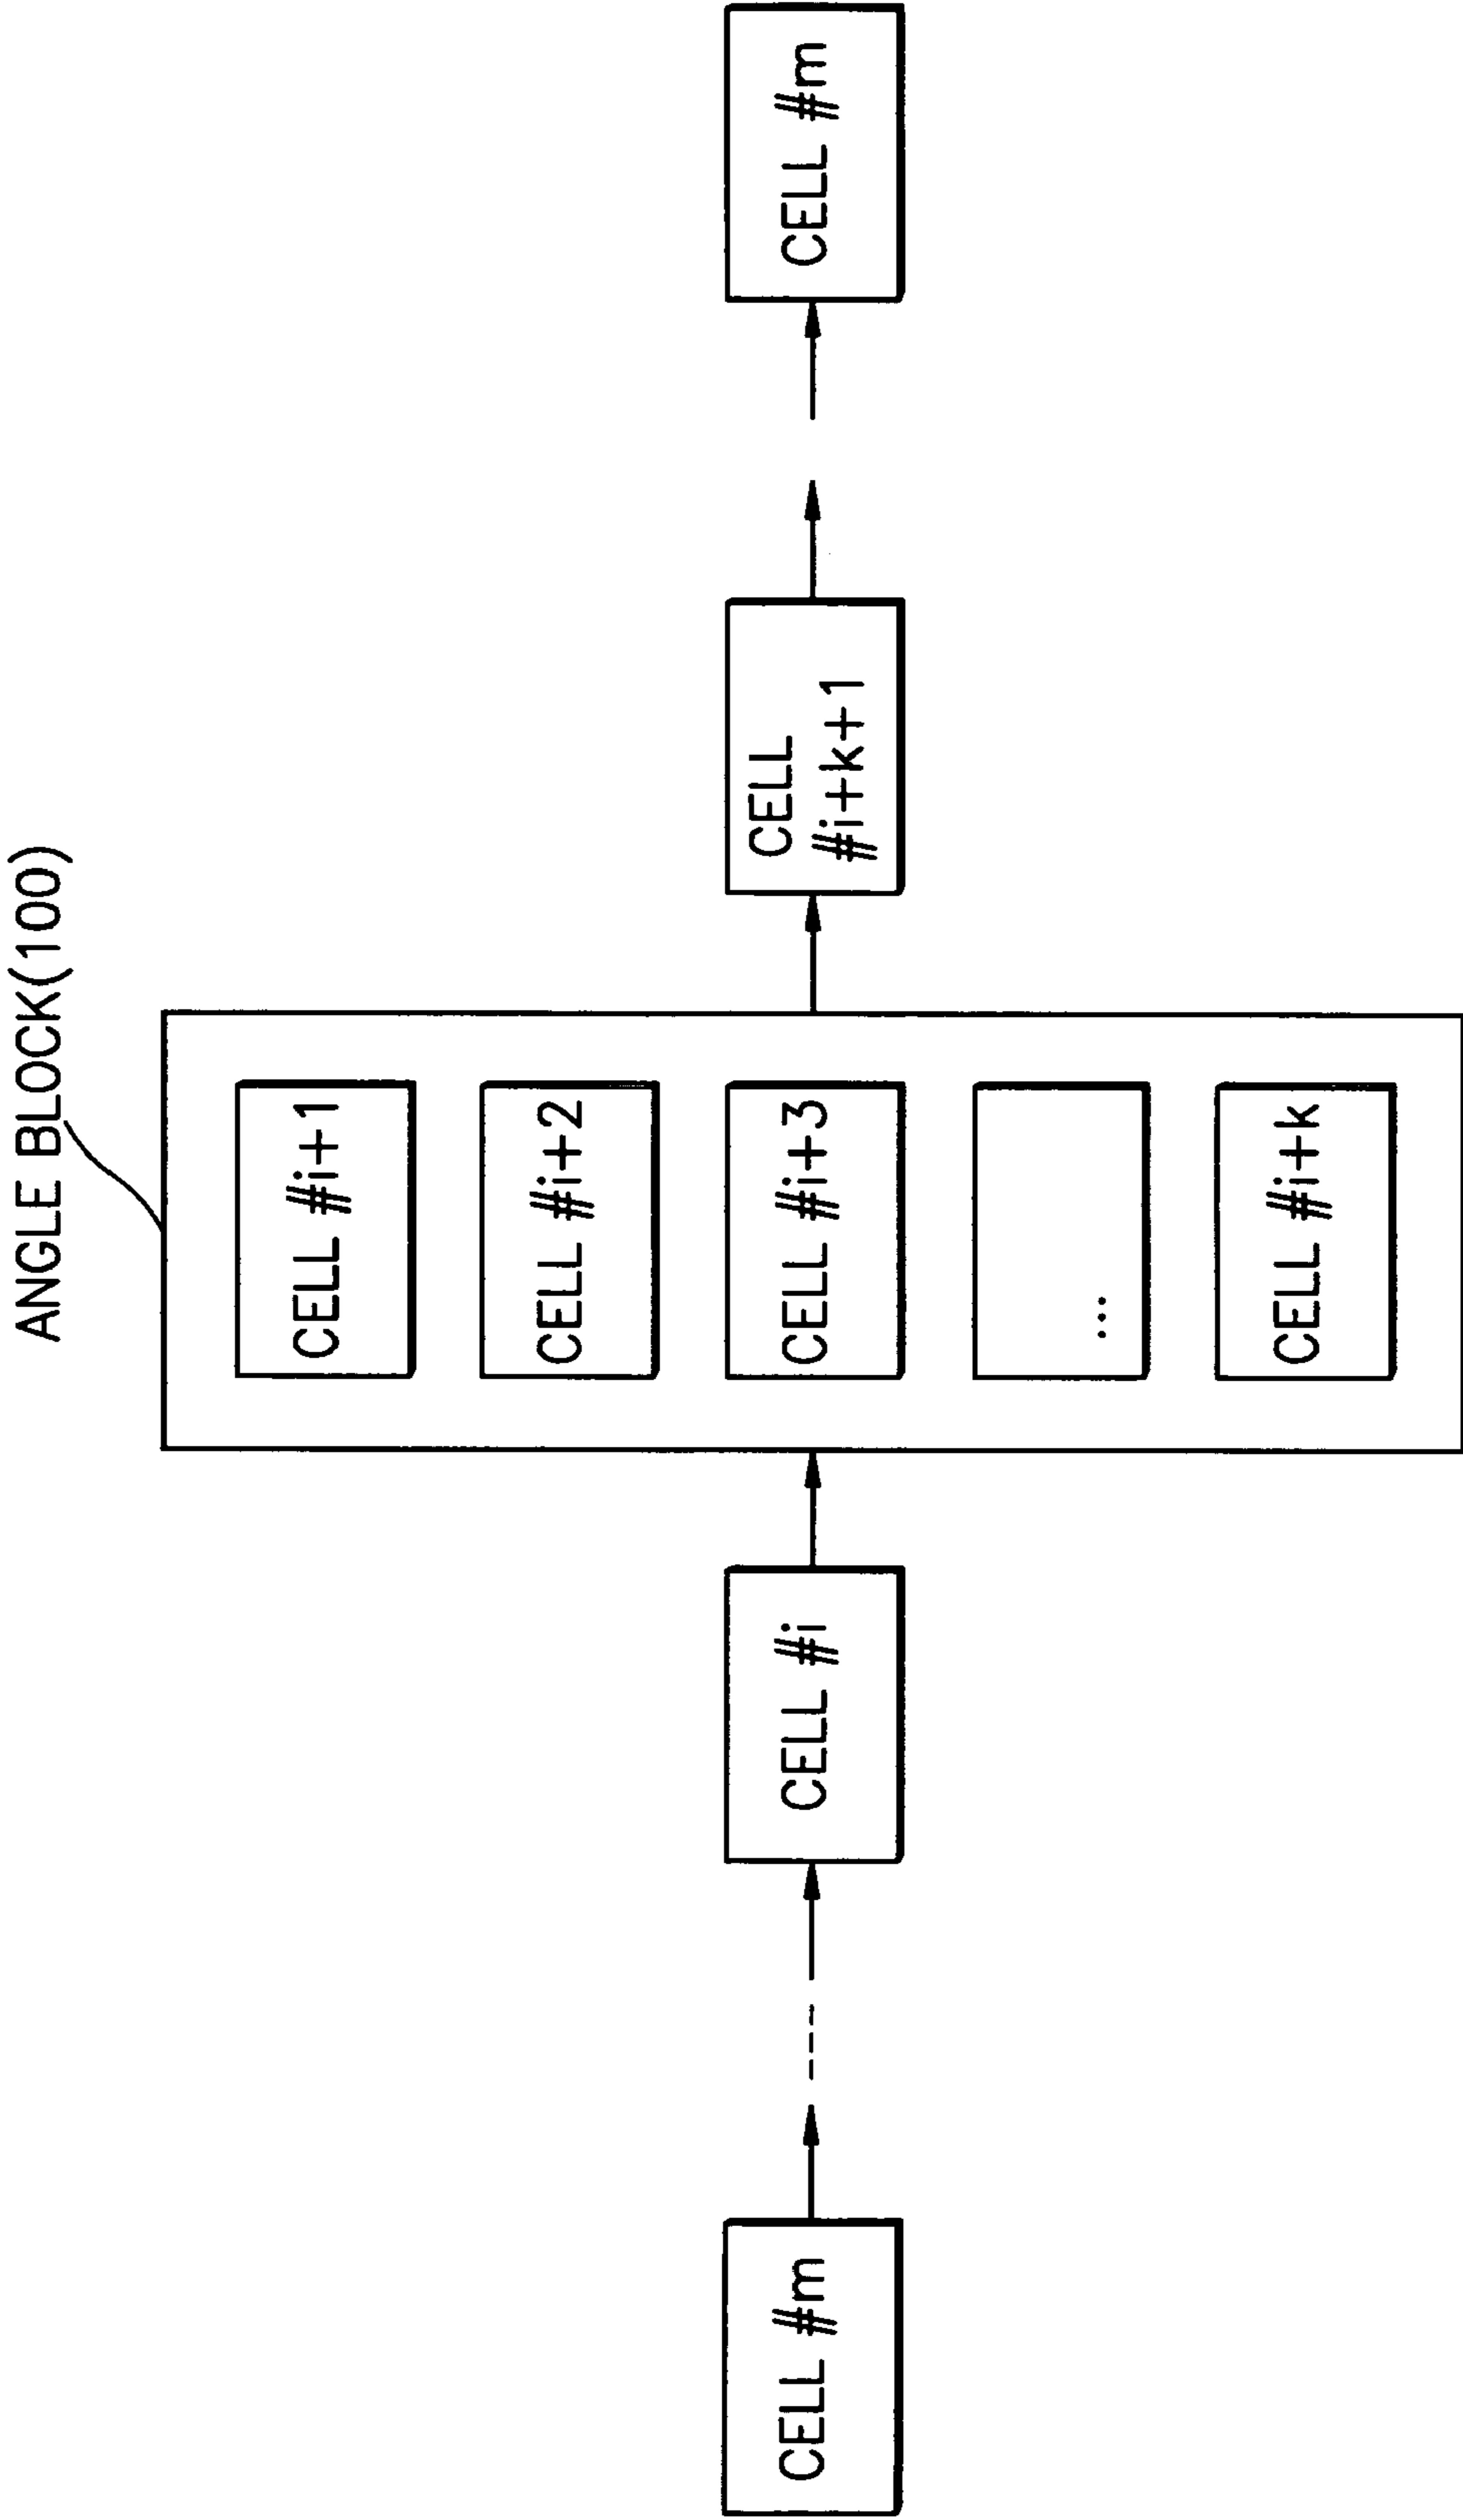 ANGLE BLOCK(100)
CELL #m
CELL #i
CELL #i+1
CELL #i+2
CELL #i+3
...
CELL #i+k
CELL
#i+k+1
CELL #m